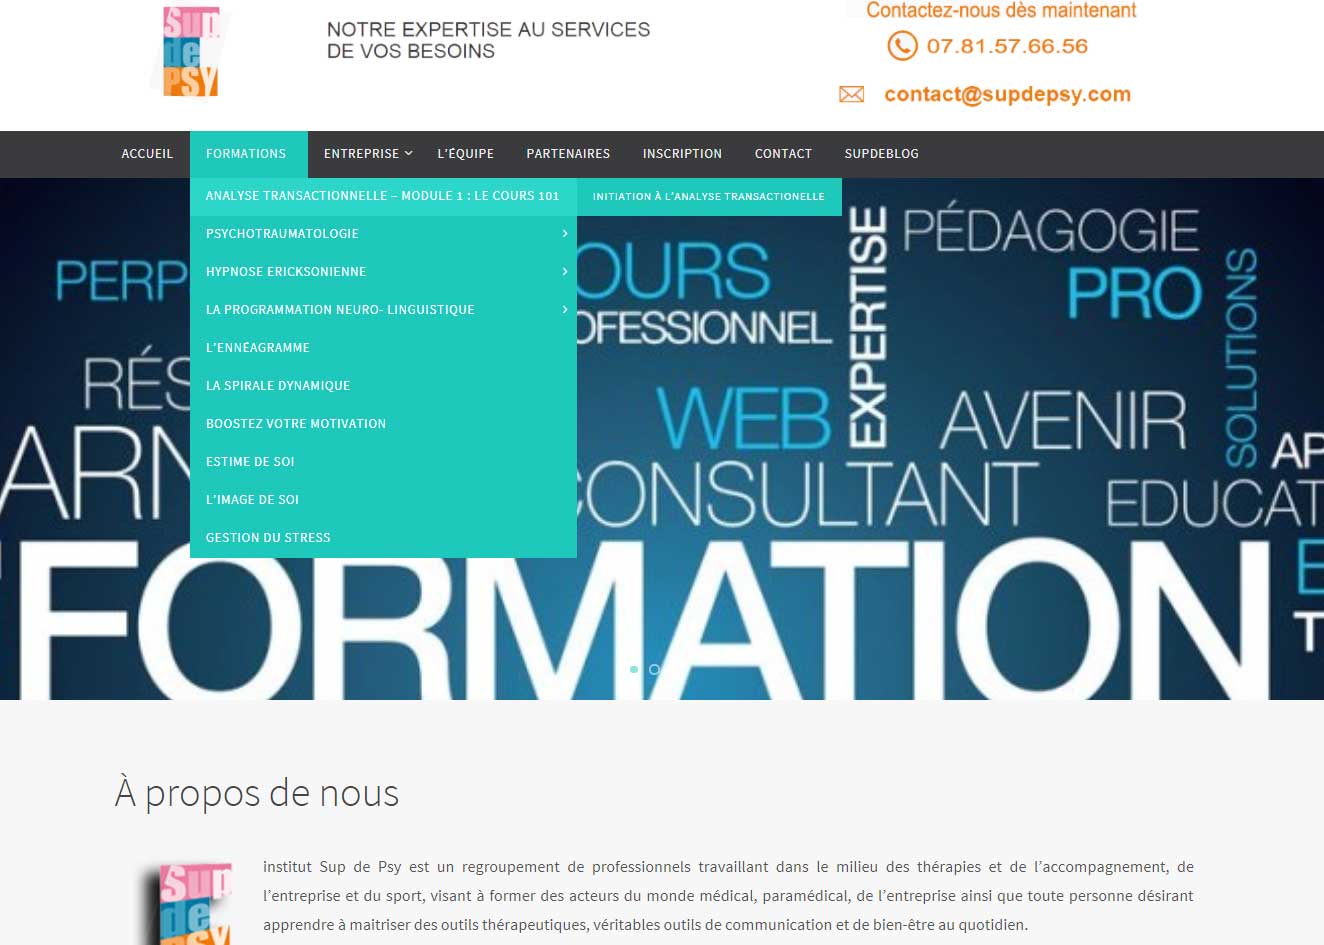 Sup
de
PSY
NOTRE EXPERTISE AU SERVICES
DE VOS BESOINS
Contactez-nous dès maintenant
07.81.57.66.56
contact@supdepsy.com
ACCUEIL FORMATIONS ENTREPRISE L'ÉQUIPE PARTENAIRES INSCRIPTION CONTACT SUPDEBLOG
ANALYSE TRANSACTIONNELLE – MODULE 1 : LE COURS 101
INITIATION À L'ANALYSE TRANSACTIONELLE
PSYCHOTRAUMATOLOGIE
HYPNOSE ERICKSONIENNE
LA PROGRAMMATION NEURO- LINGUISTIQUE
L'ENNÉAGRAMME
LA SPIRALE DYNAMIQUE
BOOSTEZ VOTRE MOTIVATION
ESTIME DE SOI
L'IMAGE DE SOI
GESTION DU STRESS
PERP
RÉS
ARN
OURS
OFESSIONNEL
EXPERTISE
PÉDAGOGIE
PRO
SOLUTIONS
WEB
AVENIR
AP
CONSULTANT
EDUCAT
FORMATION
E
T
À propos de nous
Sup
de
psy
institut Sup de Psy est un regroupement de professionnels travaillant dans le milieu des thérapies et de l'accompagnement, de
l'entreprise et du sport, visant à former des acteurs du monde médical, paramédical, de l'entreprise ainsi que toute personne désirant
apprendre à maitriser des outils thérapeutiques, véritables outils de communication et de bien-être au quotidien.